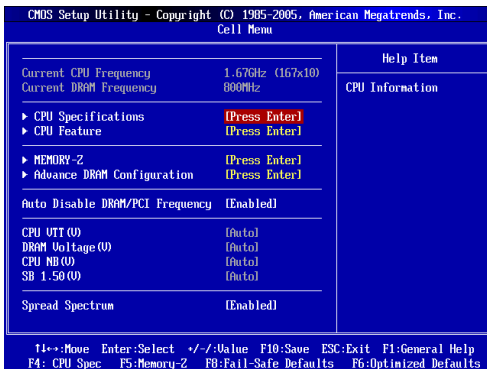 CMOS Setup Utility - Copyright (C) 1985-2005, American Megatrends, Inc.
Cell Menu
Help Item
Current CPU Frequency 1.67GHz (167x10)
Current DRAM Frequency 800MHz
CPU Information
▶ CPU Specifications [Press Enter]
▶ CPU Feature [Press Enter]
▶ MEMORY-Z [Press Enter]
▶ Advance DRAM Configuration [Press Enter]
Auto Disable DRAM/PCI Frequency [Enabled]
CPU VTT(V) [Auto]
DRAM Voltage(V) [Auto]
CPU NB(V) [Auto]
SB 1.50(V) [Auto]
Spread Spectrum [Enabled]
↑↓←→:Move Enter:Select +/-/:Value F10:Save ESC:Exit F1:General Help
F4: CPU Spec F5:Memory-Z F8:Fail-Safe Defaults F6:Optimized Defaults